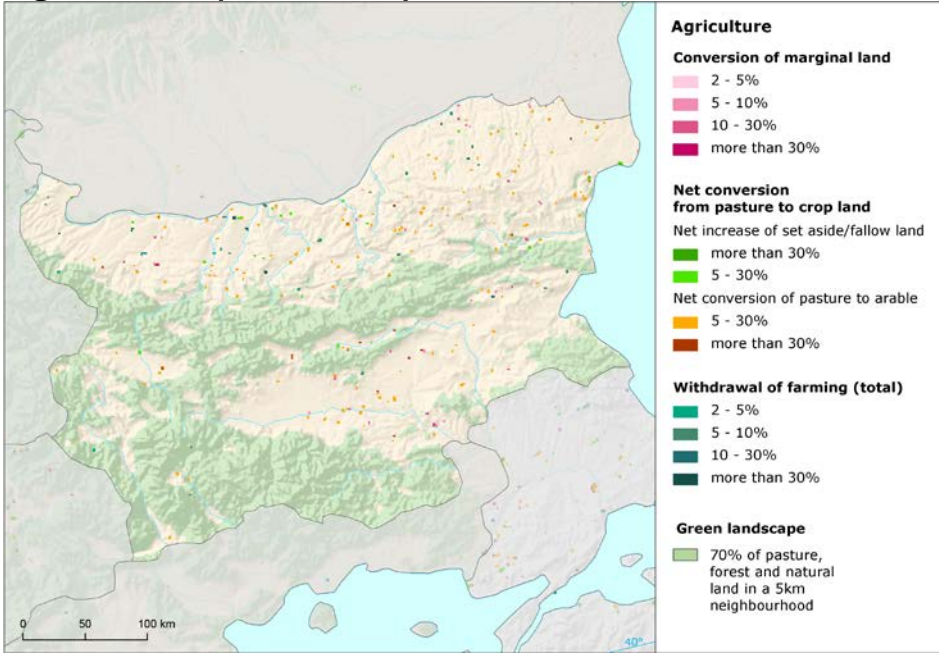 Agriculture
Conversion of marginal land
2 - 5%
5 - 10%
10 - 30%
more than 30%
Net conversion
from pasture to crop land
Net increase of set aside/fallow land
more than 30%
5 - 30%
Net conversion of pasture to arable
5 - 30%
more than 30%
Withdrawal of farming (total)
2 - 5%
5 - 10%
10 - 30%
more than 30%
Green landscape
70% of pasture,
forest and natural
land in a 5km
neighbourhood
0 50 100 km
40°